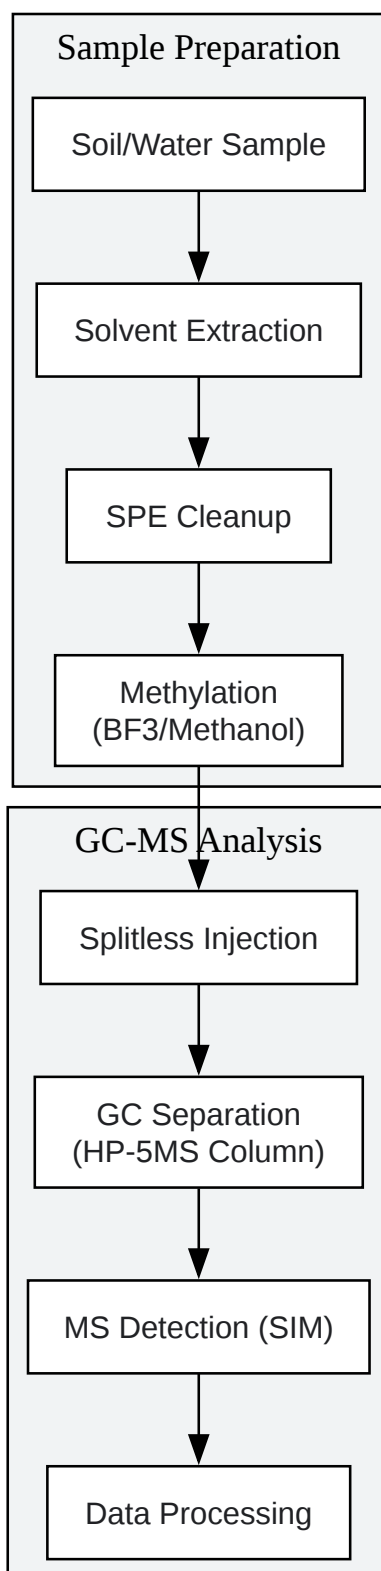 Sample Preparation
Soil/Water Sample
Solvent Extraction
SPE Cleanup
Methylation
(BF3/Methanol)
GC-MS Analysis
Splitless Injection
GC Separation
(HP-5MS Column)
MS Detection (SIM)
Data Processing